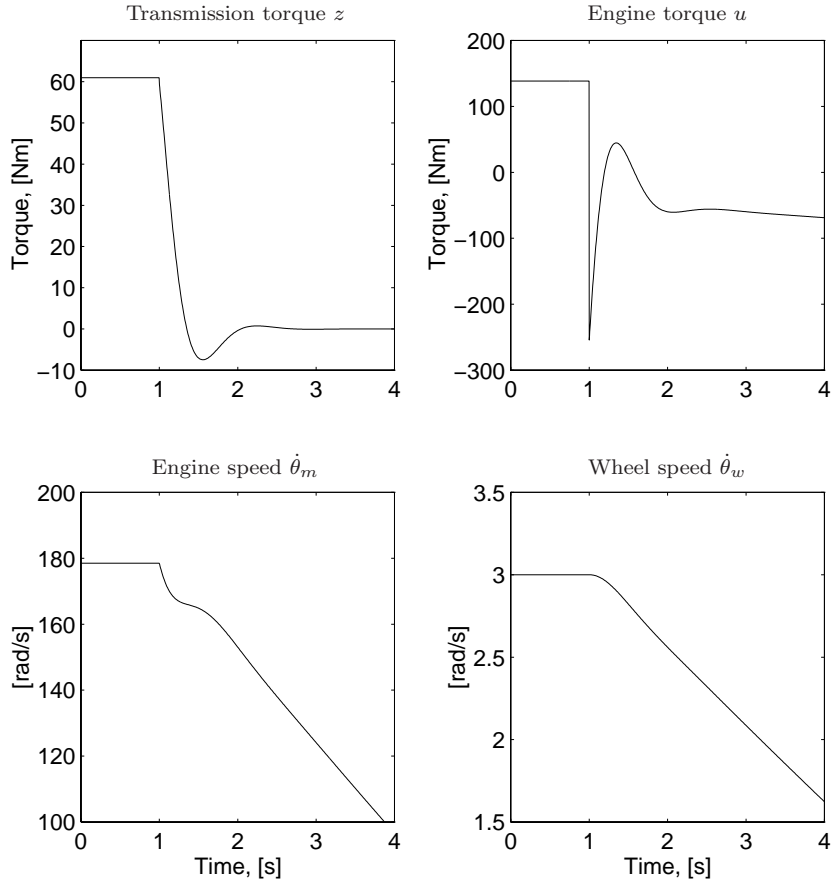 Transmission torque z
Engine torque u
Torque, [Nm]
60
50
40
30
20
10
0
−10
0 1 2 3 4
Torque, [Nm]
200
100
0
−100
−200
−300
0 1 2 3 4
Engine speed θ̇m
Wheel speed θ̇w
[rad/s]
200
180
160
140
120
100
0 1 2 3 4
Time, [s]
[rad/s]
3.5
3
2.5
2
1.5
0 1 2 3 4
Time, [s]